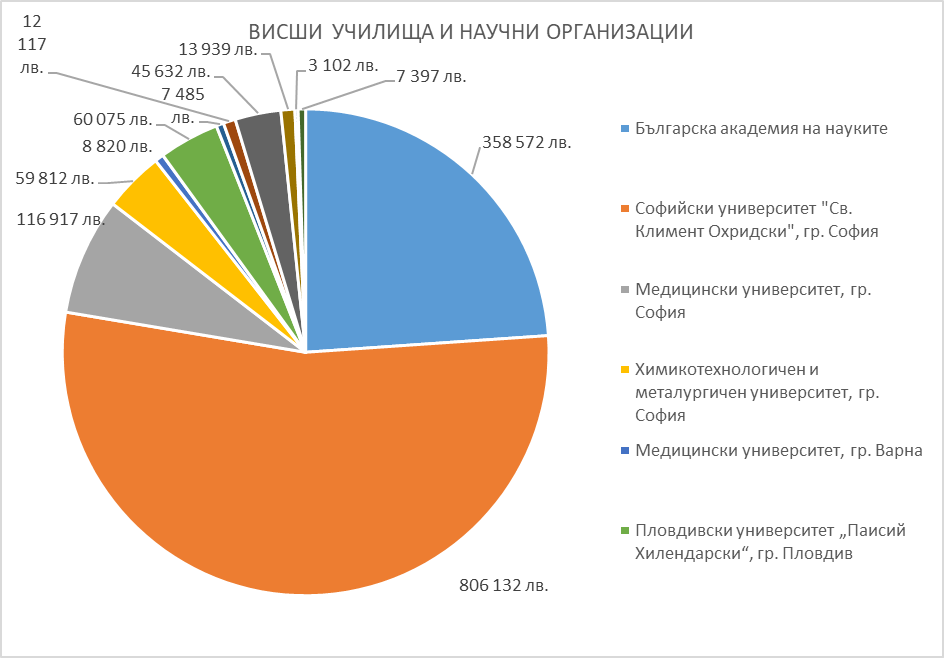 ВИСШИ УЧИЛИЩА И НАУЧНИ ОРГАНИЗАЦИИ
12
117
лв.
13 939 лв.
3 102 лв.
7 397 лв.
45 632 лв.
7 485
лв.
60 075 лв.
8 820 лв.
59 812 лв.
116 917 лв.
358 572 лв.
806 132 лв.
Българска академия на науките
Софийски университет "Св.
Климент Охридски", гр. София
Медицински университет, гр.
София
Химикотехнологичен и
металургичен университет, гр.
София
Медицински университет, гр. Варна
Пловдивски университет „Паисий
Хилендарски“, гр. Пловдив